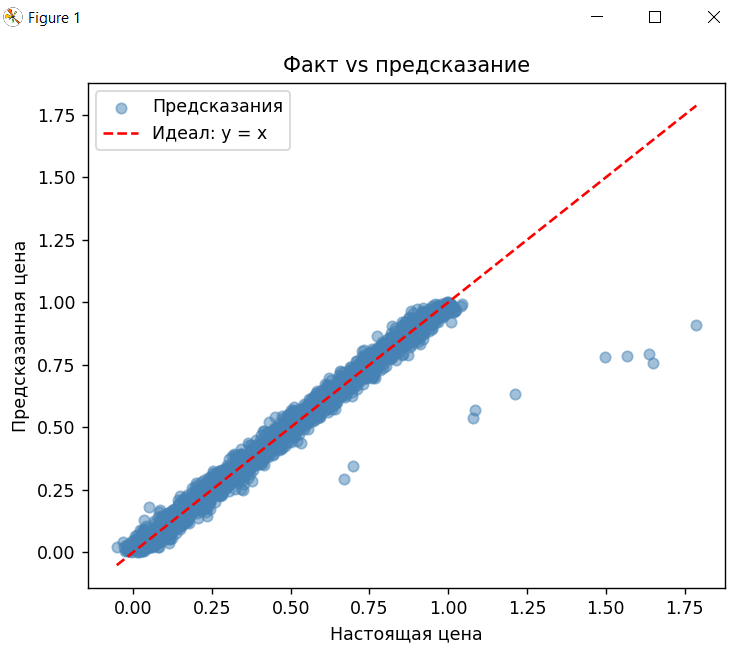 Figure 1
Факт vs предсказание
Предсказания
Идеал: y = x
1.75
1.50
1.25
1.00
0.75
0.50
0.25
0.00
Предсказанная цена
0.00 0.25 0.50 0.75 1.00 1.25 1.50 1.75
Настоящая цена